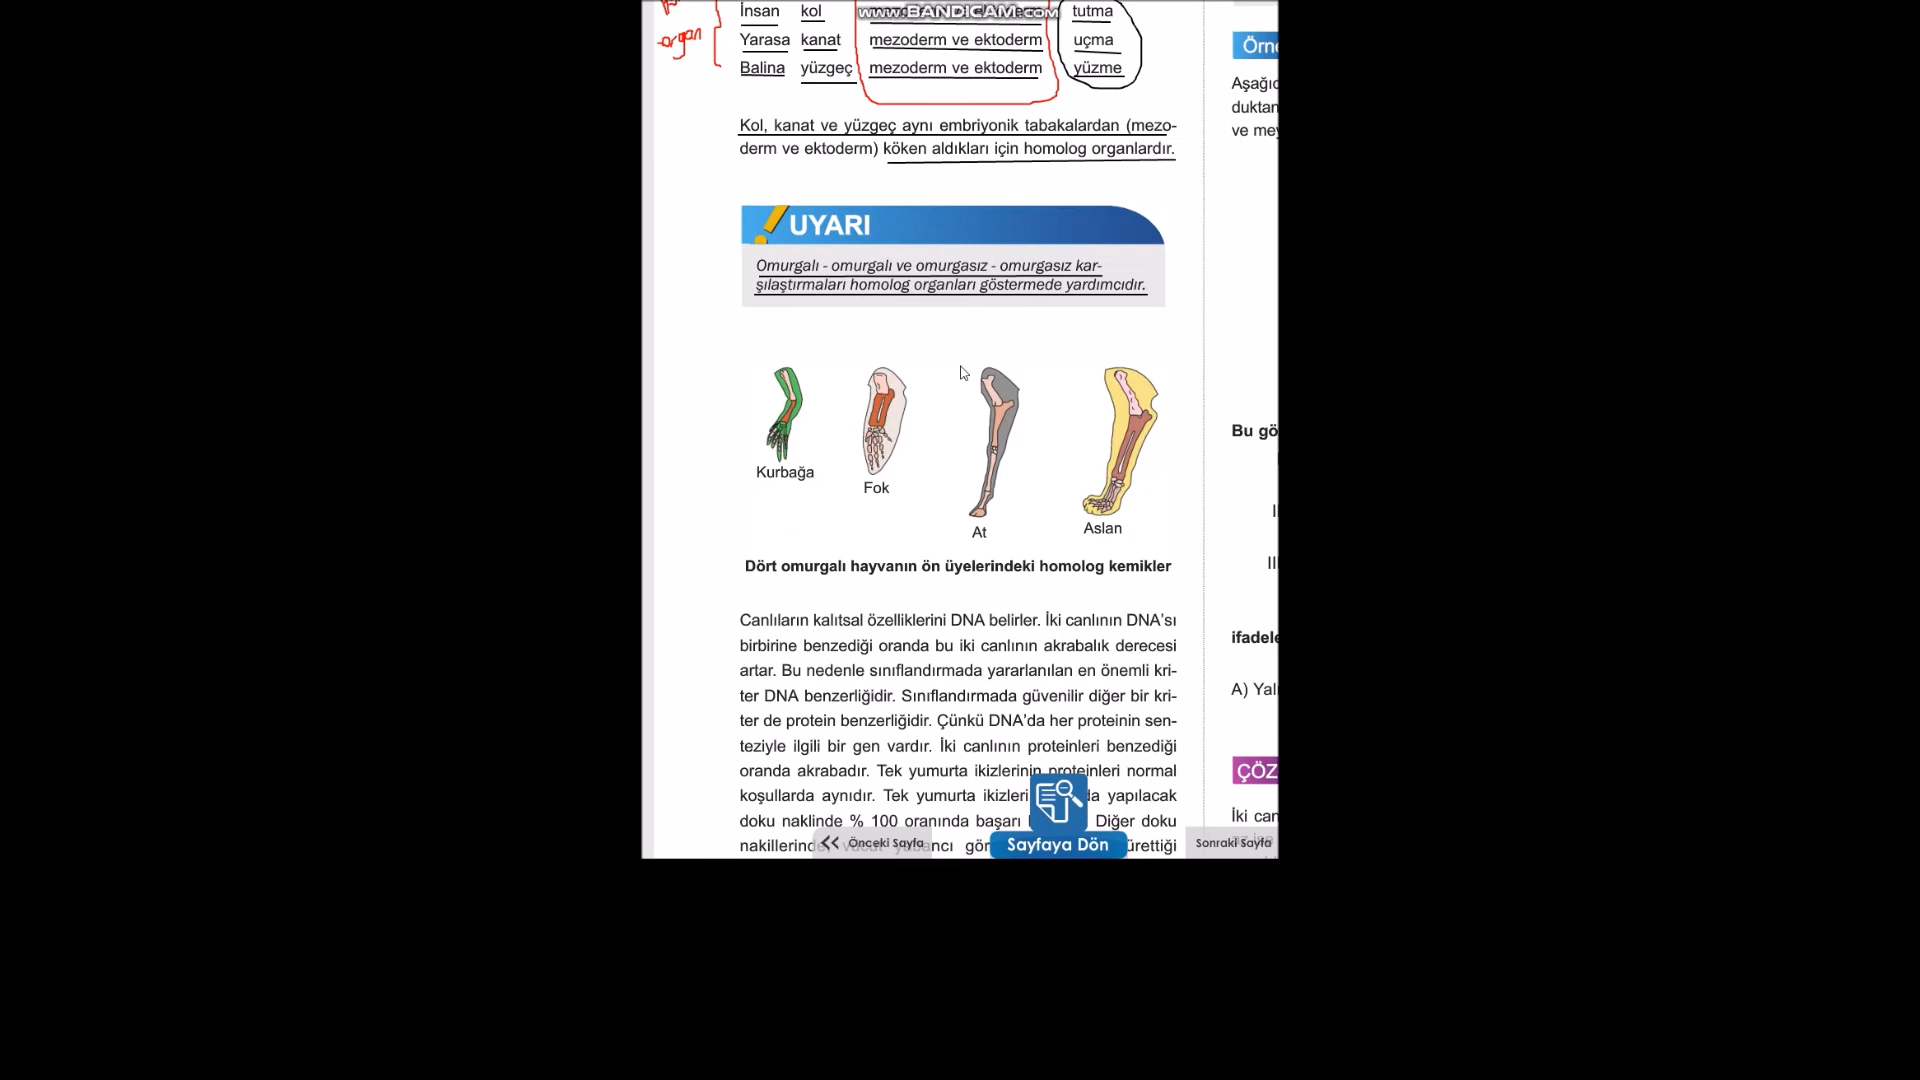 www.BANDICAM.com
İnsan kol tutma
organ
Yarasa kanat mezoderm ve ektoderm uçma
Balina yüzgeç mezoderm ve ektoderm yüzme
Kol, kanat ve yüzgeç aynı embriyonik tabakalardan (mezo-
derm ve ektoderm) köken aldıkları için homolog organlardır.
UYARI
Omurgalı - omurgalı ve omurgasız - omurgasız kar-
şılaştırmaları homolog organları göstermede yardımcıdır.
Kurbağa
Fok
At
Aslan
Dört omurgalı hayvanın ön üyelerindeki homolog kemikler
Canlıların kalıtsal özelliklerini DNA belirler. İki canlının DNA'sı
birbirine benzediği oranda bu iki canlının akrabalık derecesi
artar. Bu nedenle sınıflandırmada yararlanılan en önemli kri-
ter DNA benzerliğidir. Sınıflandırmada güvenilir diğer bir kri-
ter de protein benzerliğidir. Çünkü DNA'da her proteinin sen-
teziyle ilgili bir gen vardır. İki canlının proteinleri benzediği
oranda akrabadır. Tek yumurta ikizlerinin proteinleri normal
koşullarda aynıdır. Tek yumurta ikizleri da yapılacak
doku naklinde % 100 oranında başarı Diğer doku
nakillerinde, vücut yabancı gör ürettiği
Önceki Sayfa
Sayfaya Dön
Sonraki Sayfa
Örne
Aşağıd
duktan
ve mey
Bu gö
II
III
ifadele
A) Yalı
ÇÖZ
İki can